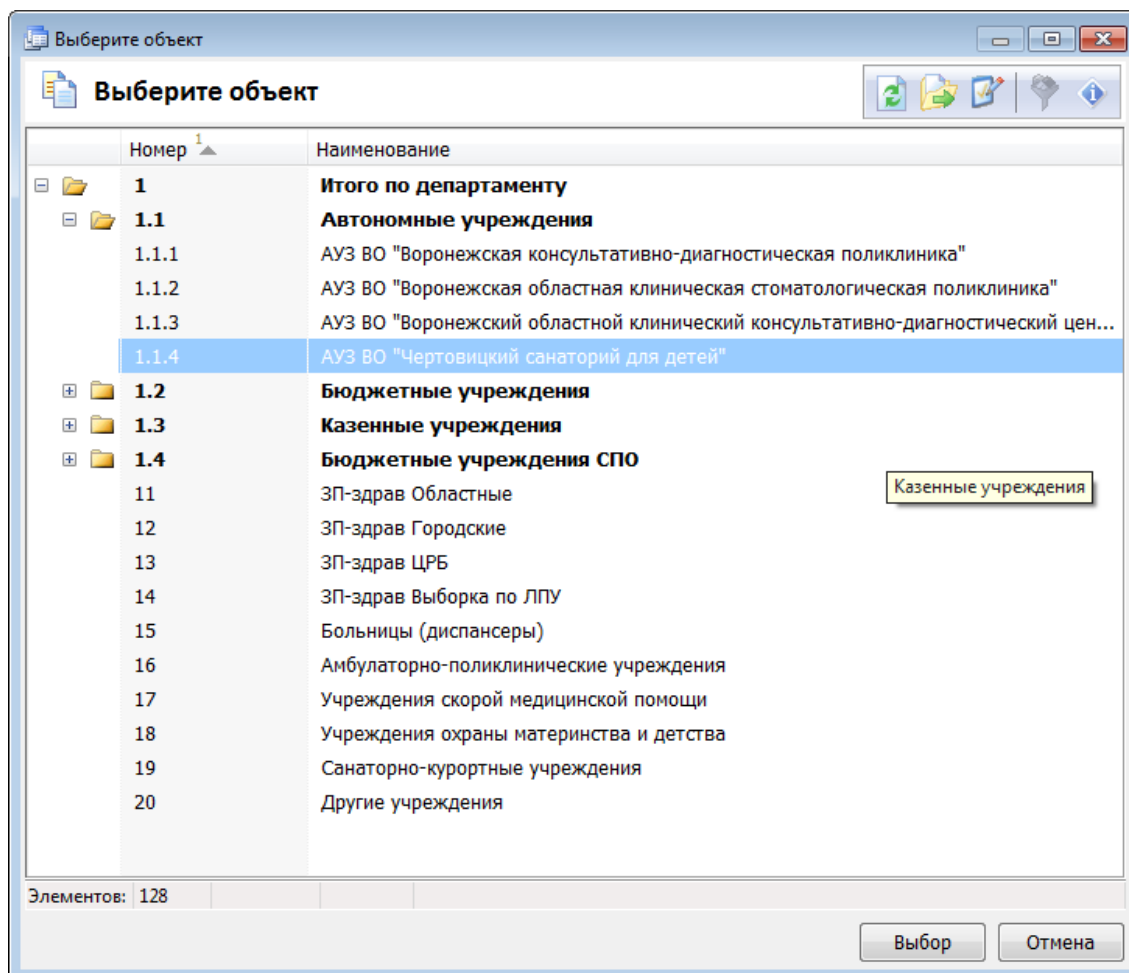 Выберите объект
Выберите объект
Номер 1 Наименование
1 Итого по департаменту
1.1 Автономные учреждения
1.1.1 АУЗ ВО "Воронежская консультативно-диагностическая поликлиника"
1.1.2 АУЗ ВО "Воронежская областная клиническая стоматологическая поликлиника"
1.1.3 АУЗ ВО "Воронежский областной клинический консультативно-диагностический цен...
1.1.4 АУЗ ВО "Чертовицкий санаторий для детей"
1.2 Бюджетные учреждения
1.3 Казенные учреждения
1.4 Бюджетные учреждения СПО
11 ЗП-здрав Областные
Казенные учреждения
12 ЗП-здрав Городские
13 ЗП-здрав ЦРБ
14 ЗП-здрав Выборка по ЛПУ
15 Больницы (диспансеры)
16 Амбулаторно-поликлинические учреждения
17 Учреждения скорой медицинской помощи
18 Учреждения охраны материнства и детства
19 Санаторно-курортные учреждения
20 Другие учреждения
Элементов: 128
Выбор Отмена